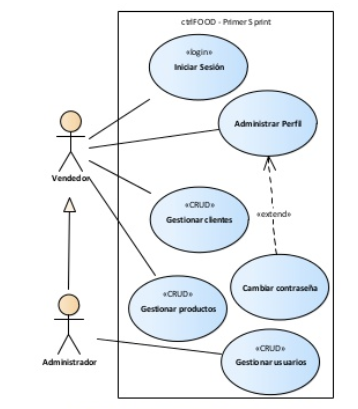 ctrlFOOD - Primer Sprint
«login»
Iniciar Sesión
Administrar Perfil
Vendedor
«CRUD»
Gestionar clientes
«extend»
Cambiar contraseña
«CRUD»
Gestionar productos
«CRUD»
Gestionar usuarios
Administrador